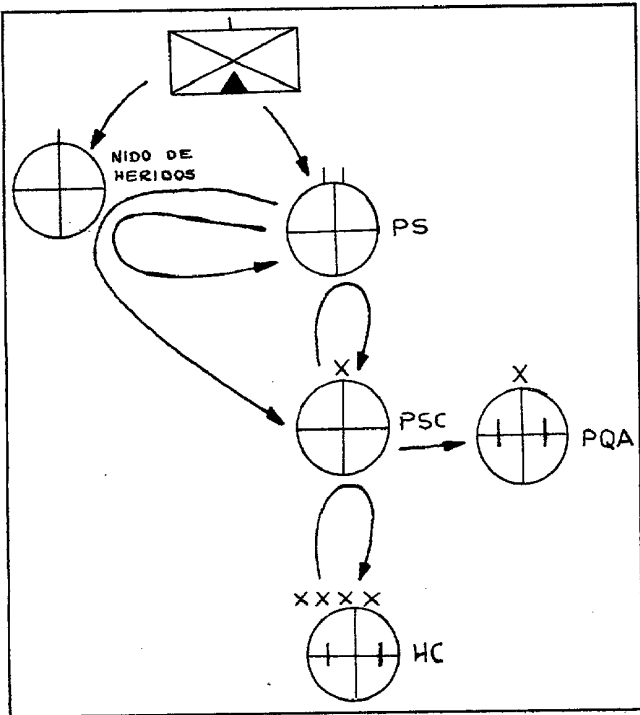 NIDO DE
HERIDOS
PS
X
PSC
X
PQA
XXXX
HC